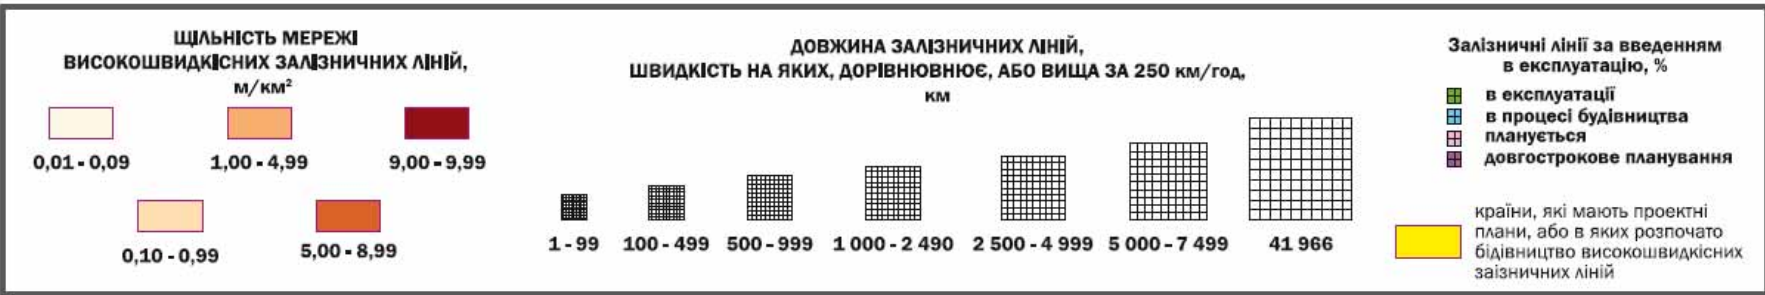 ЩІЛЬНІСТЬ МЕРЕЖІ
ВИСОКОШВИДКІСНИХ ЗАЛІЗНИЧНИХ ЛІНІЙ,
м/км²
0,01 - 0,09
1,00 - 4,99
9,00 - 9,99
0,10 - 0,99
5,00 - 8,99
ДОВЖИНА ЗАЛІЗНИЧНИХ ЛІНІЙ,
ШВИДКІСТЬ НА ЯКИХ, ДОРІВНЮВНЮЄ, АБО ВИЩА ЗА 250 км/год,
км
1 - 99
100 - 499
500 - 999
1 000 - 2 490
2 500 - 4 999
5 000 - 7 499
41 966
Залізничні лінії за введенням
в експлуатацію, %
в експлуатації
в процесі будівництва
планується
довгострокове планування
країни, які мають проектні
плани, або в яких розпочато
бідівництво високошвидкісних
заізничних ліній